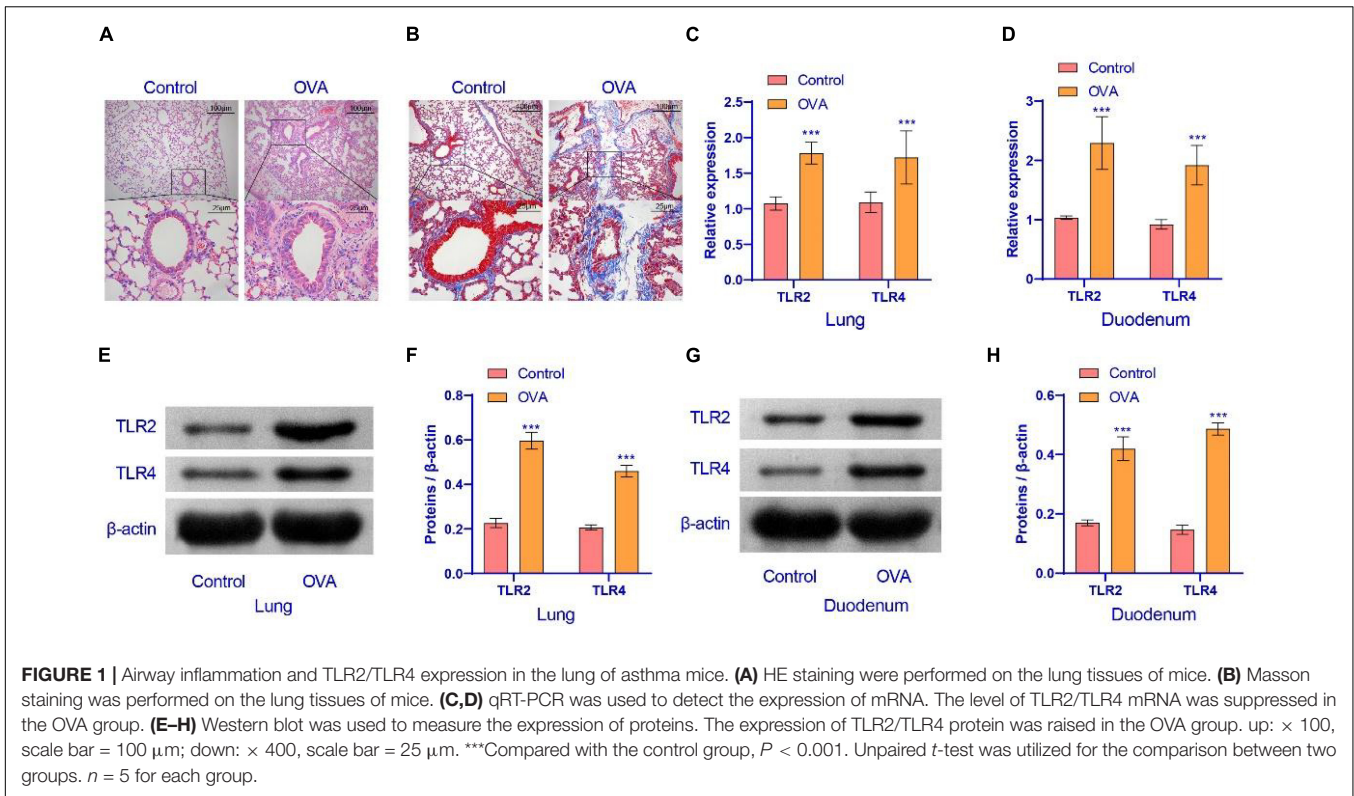 A
B
C
D
Control
OVA
100μm
100μm
25μm
25μm
Control
OVA
100μm
100μm
25μm
25μm
Control
OVA
Relative expression
2.5
2.0
1.5
1.0
0.5
0.0
***
***
TLR2
TLR4
Lung
Control
OVA
Relative expression
3
2
1
0
***
***
TLR2
TLR4
Duodenum
E
F
G
H
TLR2
TLR4
β-actin
Control
OVA
Lung
Control
OVA
Proteins / β-actin
0.8
0.6
0.4
0.2
0.0
***
***
TLR2
TLR4
Lung
TLR2
TLR4
β-actin
Control
OVA
Duodenum
Control
OVA
Proteins / β-actin
0.6
0.4
0.2
0.0
***
***
TLR2
TLR4
Duodenum
FIGURE 1 | Airway inflammation and TLR2/TLR4 expression in the lung of asthma mice. (A) HE staining were performed on the lung tissues of mice. (B) Masson
staining was performed on the lung tissues of mice. (C,D) qRT-PCR was used to detect the expression of mRNA. The level of TLR2/TLR4 mRNA was suppressed in
the OVA group. (E–H) Western blot was used to measure the expression of proteins. The expression of TLR2/TLR4 protein was raised in the OVA group. up: × 100,
scale bar = 100 μm; down: × 400, scale bar = 25 μm. ***Compared with the control group, P < 0.001. Unpaired t-test was utilized for the comparison between two
groups. n = 5 for each group.